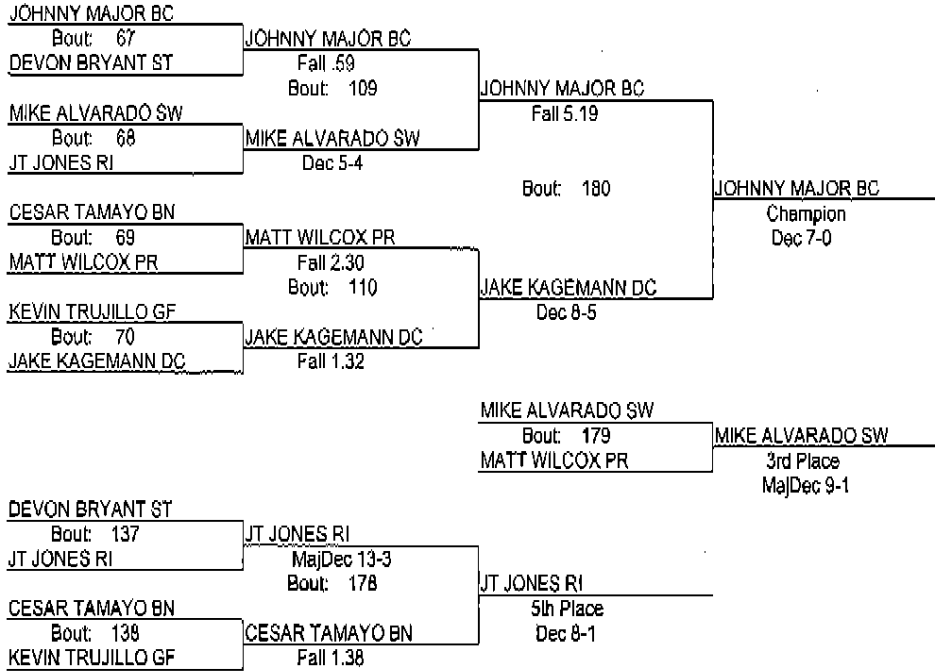 JOHNNY MAJOR BC
Bout: 67
DEVON BRYANT ST
JOHNNY MAJOR BC
Fall .59
Bout: 109
MIKE ALVARADO SW
Bout: 68
JT JONES RI
MIKE ALVARADO SW
Dec 5-4
JOHNNY MAJOR BC
Fall 5.19
Bout: 180
CESAR TAMAYO BN
Bout: 69
MATT WILCOX PR
MATT WILCOX PR
Fall 2.30
Bout: 110
KEVIN TRUJILLO GF
Bout: 70
JAKE KAGEMANN DC
JAKE KAGEMANN DC
Fall 1.32
JAKE KAGEMANN DC
Dec 8-5
JOHNNY MAJOR BC
Champion
Dec 7-0
MIKE ALVARADO SW
Bout: 179
MATT WILCOX PR
MIKE ALVARADO SW
3rd Place
MajDec 9-1
DEVON BRYANT ST
Bout: 137
JT JONES RI
JT JONES RI
MajDec 13-3
Bout: 178
CESAR TAMAYO BN
Bout: 138
KEVIN TRUJILLO GF
CESAR TAMAYO BN
Fall 1.38
JT JONES RI
5th Place
Dec 8-1